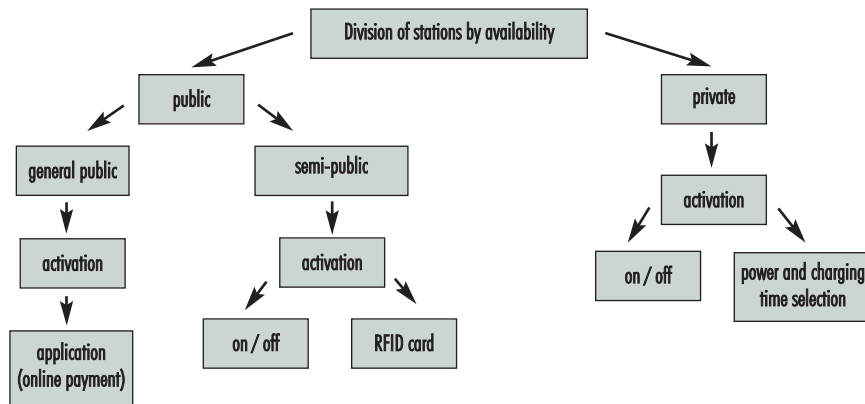 Division of stations by availability
public
private
general public
semi-public
activation
activation
activation
on / off
power and charging
time selection
on / off
RFID card
application
(online payment)